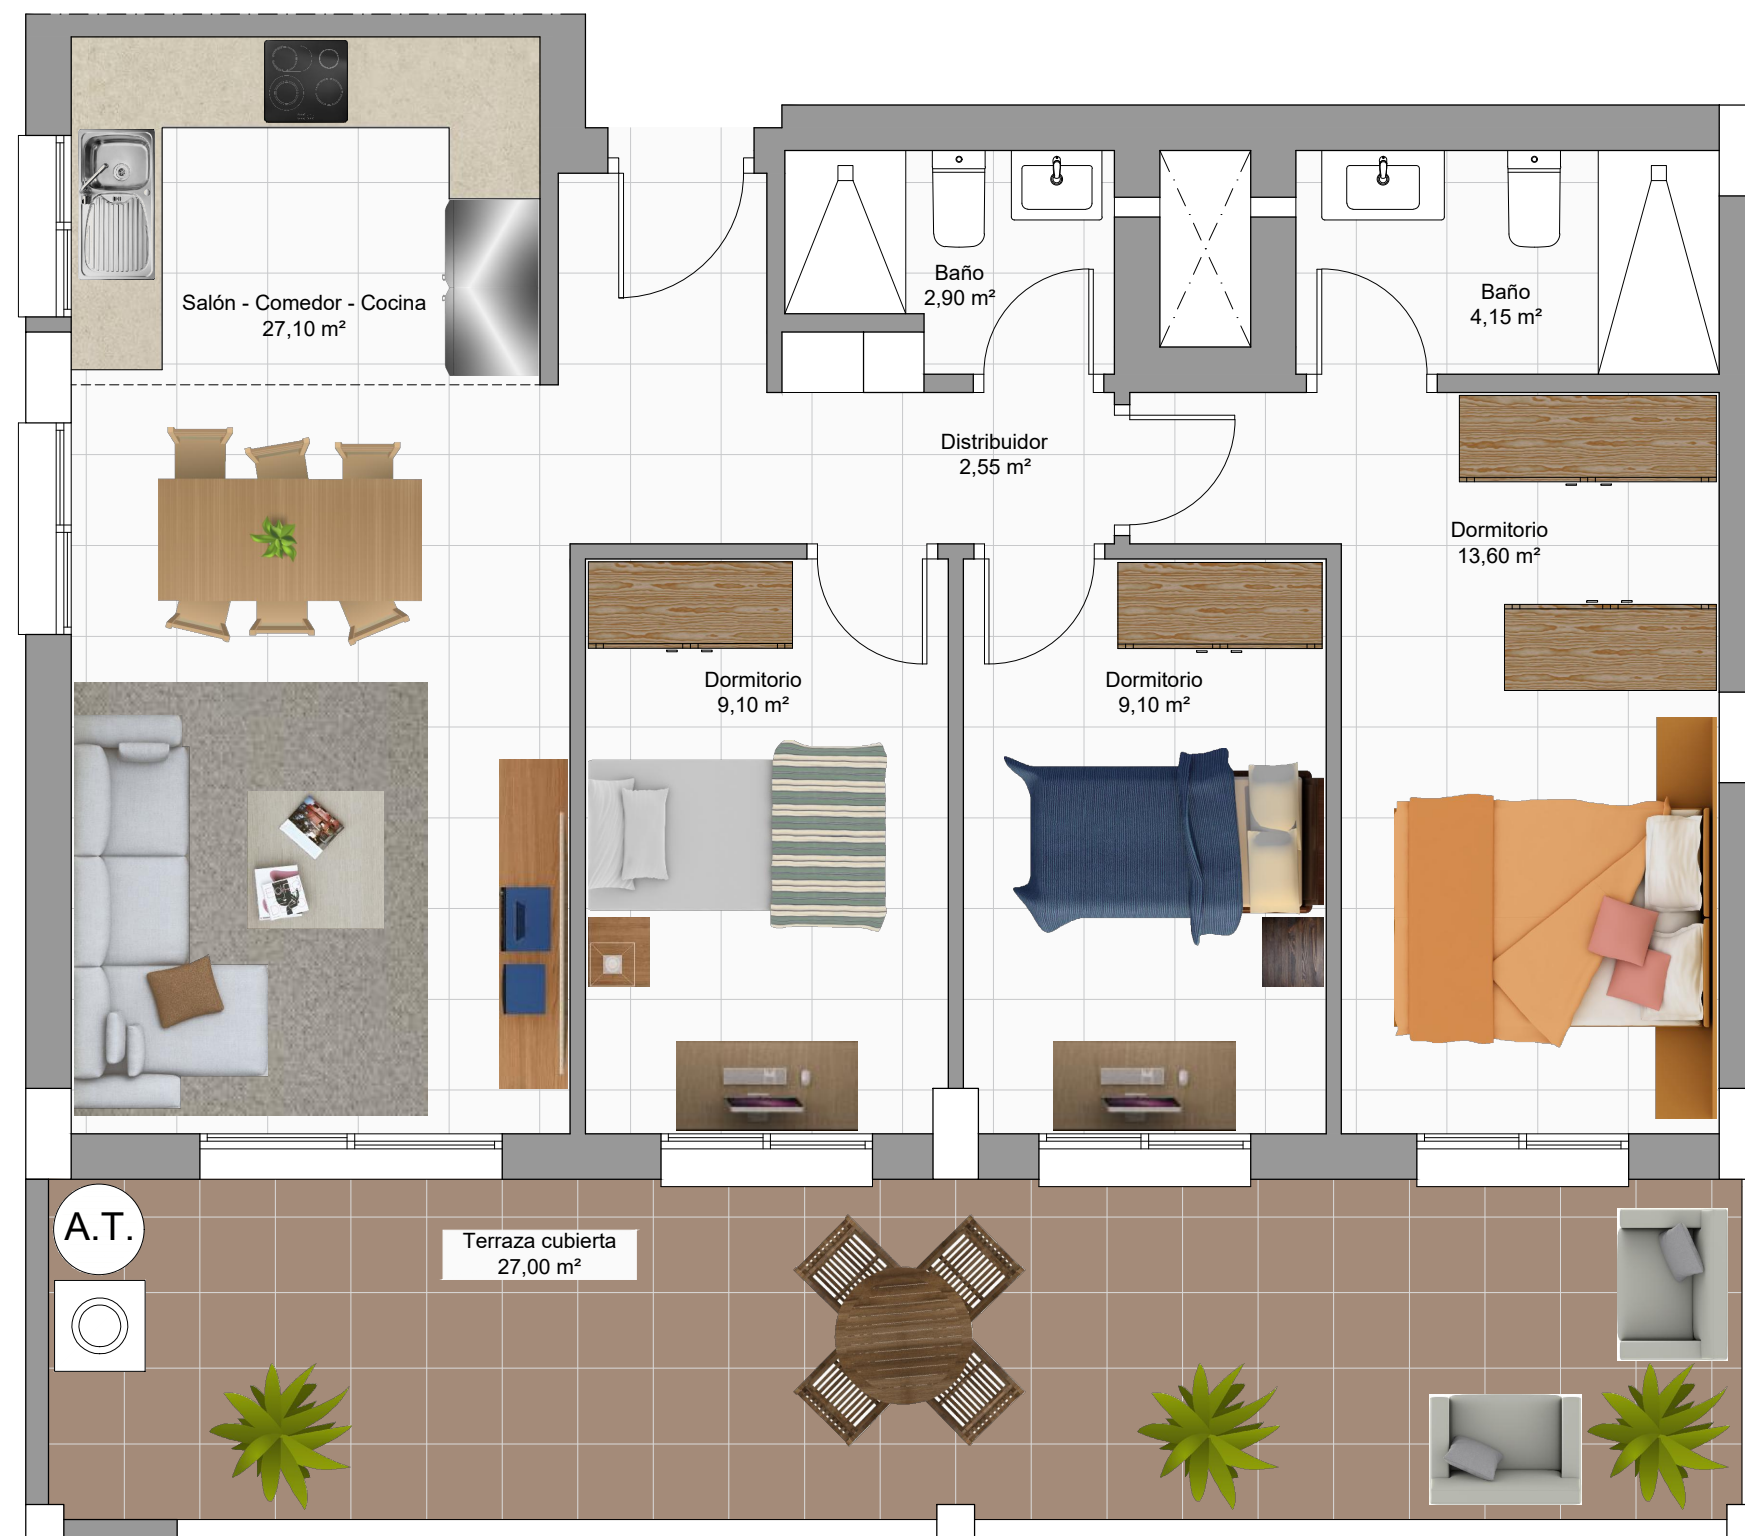 Salón - Comedor - Cocina
27,10 m²
Baño
2,90 m²
Baño
4,15 m²
Distribuidor
2,55 m²
Dormitorio
13,60 m²
Dormitorio
9,10 m²
Dormitorio
9,10 m²
A.T.
Terraza cubierta
27,00 m²